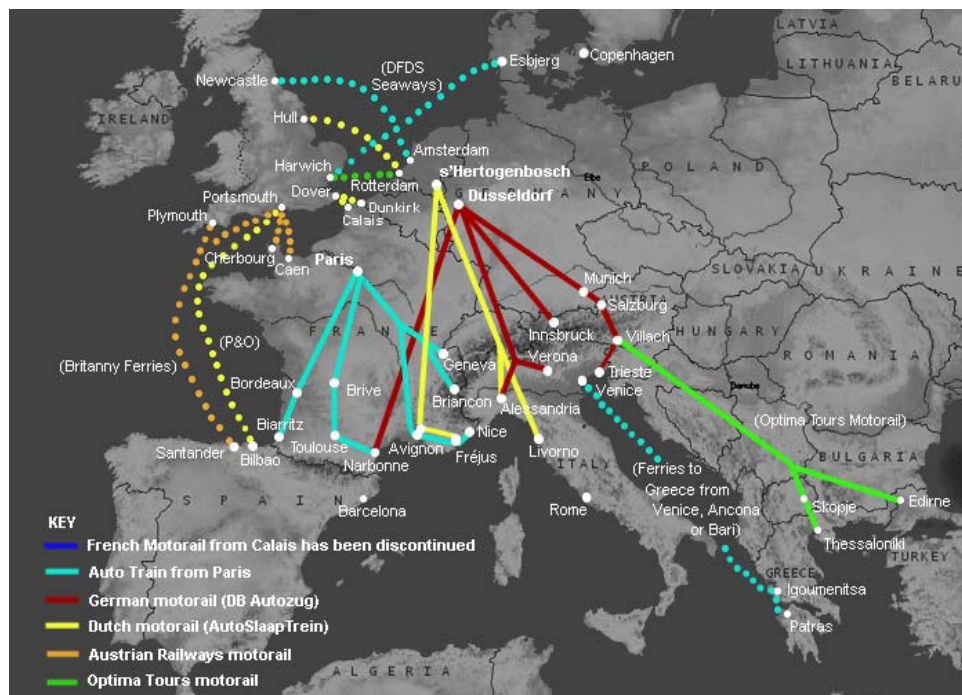 LATVIA
LITHUANIA
BELARU
Copenhagen
Esbjerg
(DFDS
Seaways)
Newcastle
IRELAND
Hull
Amsterdam
Harwich
Rotterdam
s'Hertogenbosch
Düsseldörf
GERMANY
Elbe
POLAND
Dover
Dunkirk
Calais
Portsmouth
Plymouth
Cherbourg
Caen
Paris
Munich
Salzburg
SLOVAKIA
UKRAINE
FRANCE
Innsbruck
Villach
HUNGARY
ROMANIA
Geneva
Verona
Trieste
Venice
(P&O)
(Britanny Ferries)
Bordeaux
Brive
Briancon
Alessandria
Danube
Biarritz
Toulouse
Avignon
Nice
Fréjus
Livorno
(Optima Tours Motorail)
Santander
Bilbao
Narbonne
ITALY
BULGARIA
(Ferries to
Greece from
Venice, Ancona
or Bari)
SPAIN
Barcelona
Rome
Skopje
Edirne
Thessaloniki
TURKEY
GREECE
Igoumenitsa
Patras
ALGERIA
KEY
French Motorail from Calais has been discontinued
Auto Train from Paris
German motorail (DB Autozug)
Dutch motorail (AutoSlaapTrein)
Austrian Railways motorail
Optima Tours motorail